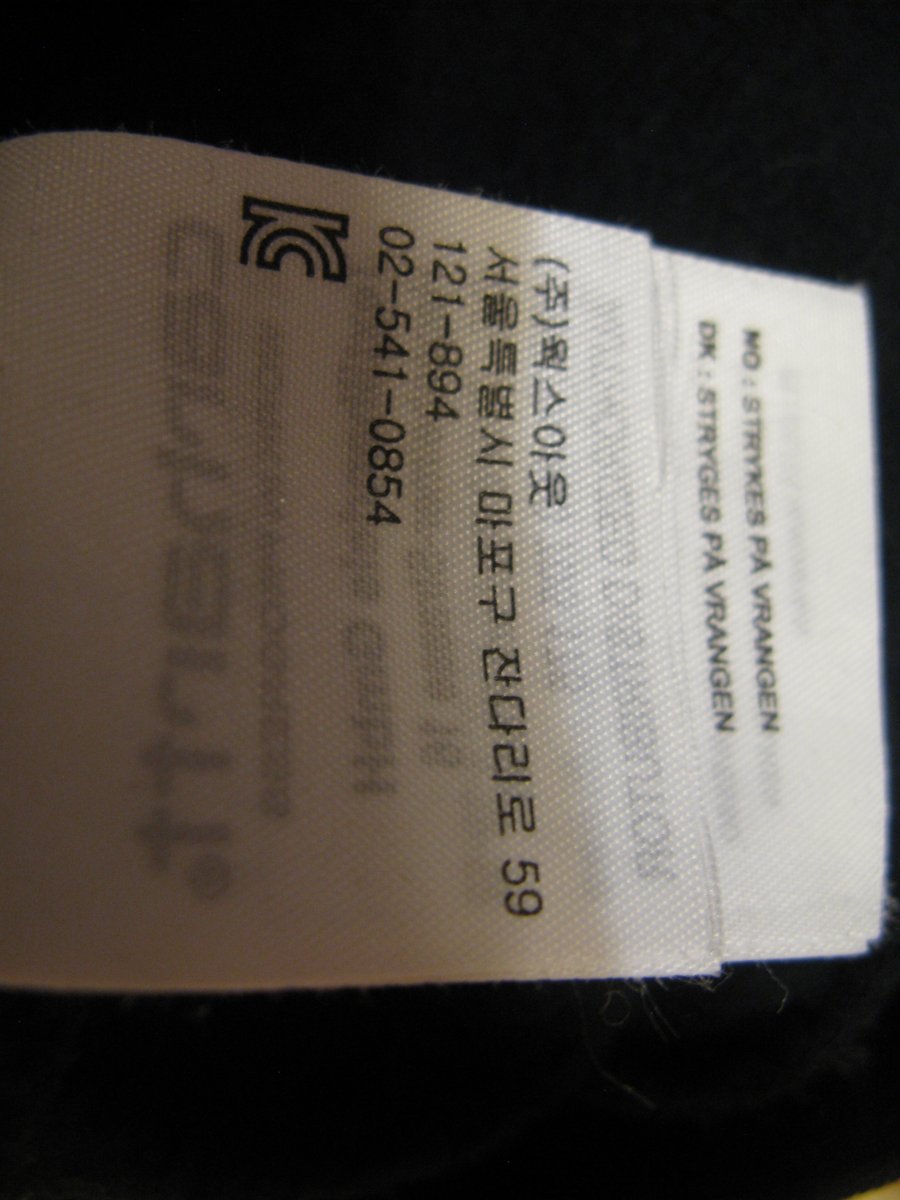 (주)웍스아웃
서울특별시 마포구 잔다리로 59
121-894
02-541-0854
NO : STRYKES PÅ VRANGEN
DK : STRYGES PÅ VRANGEN